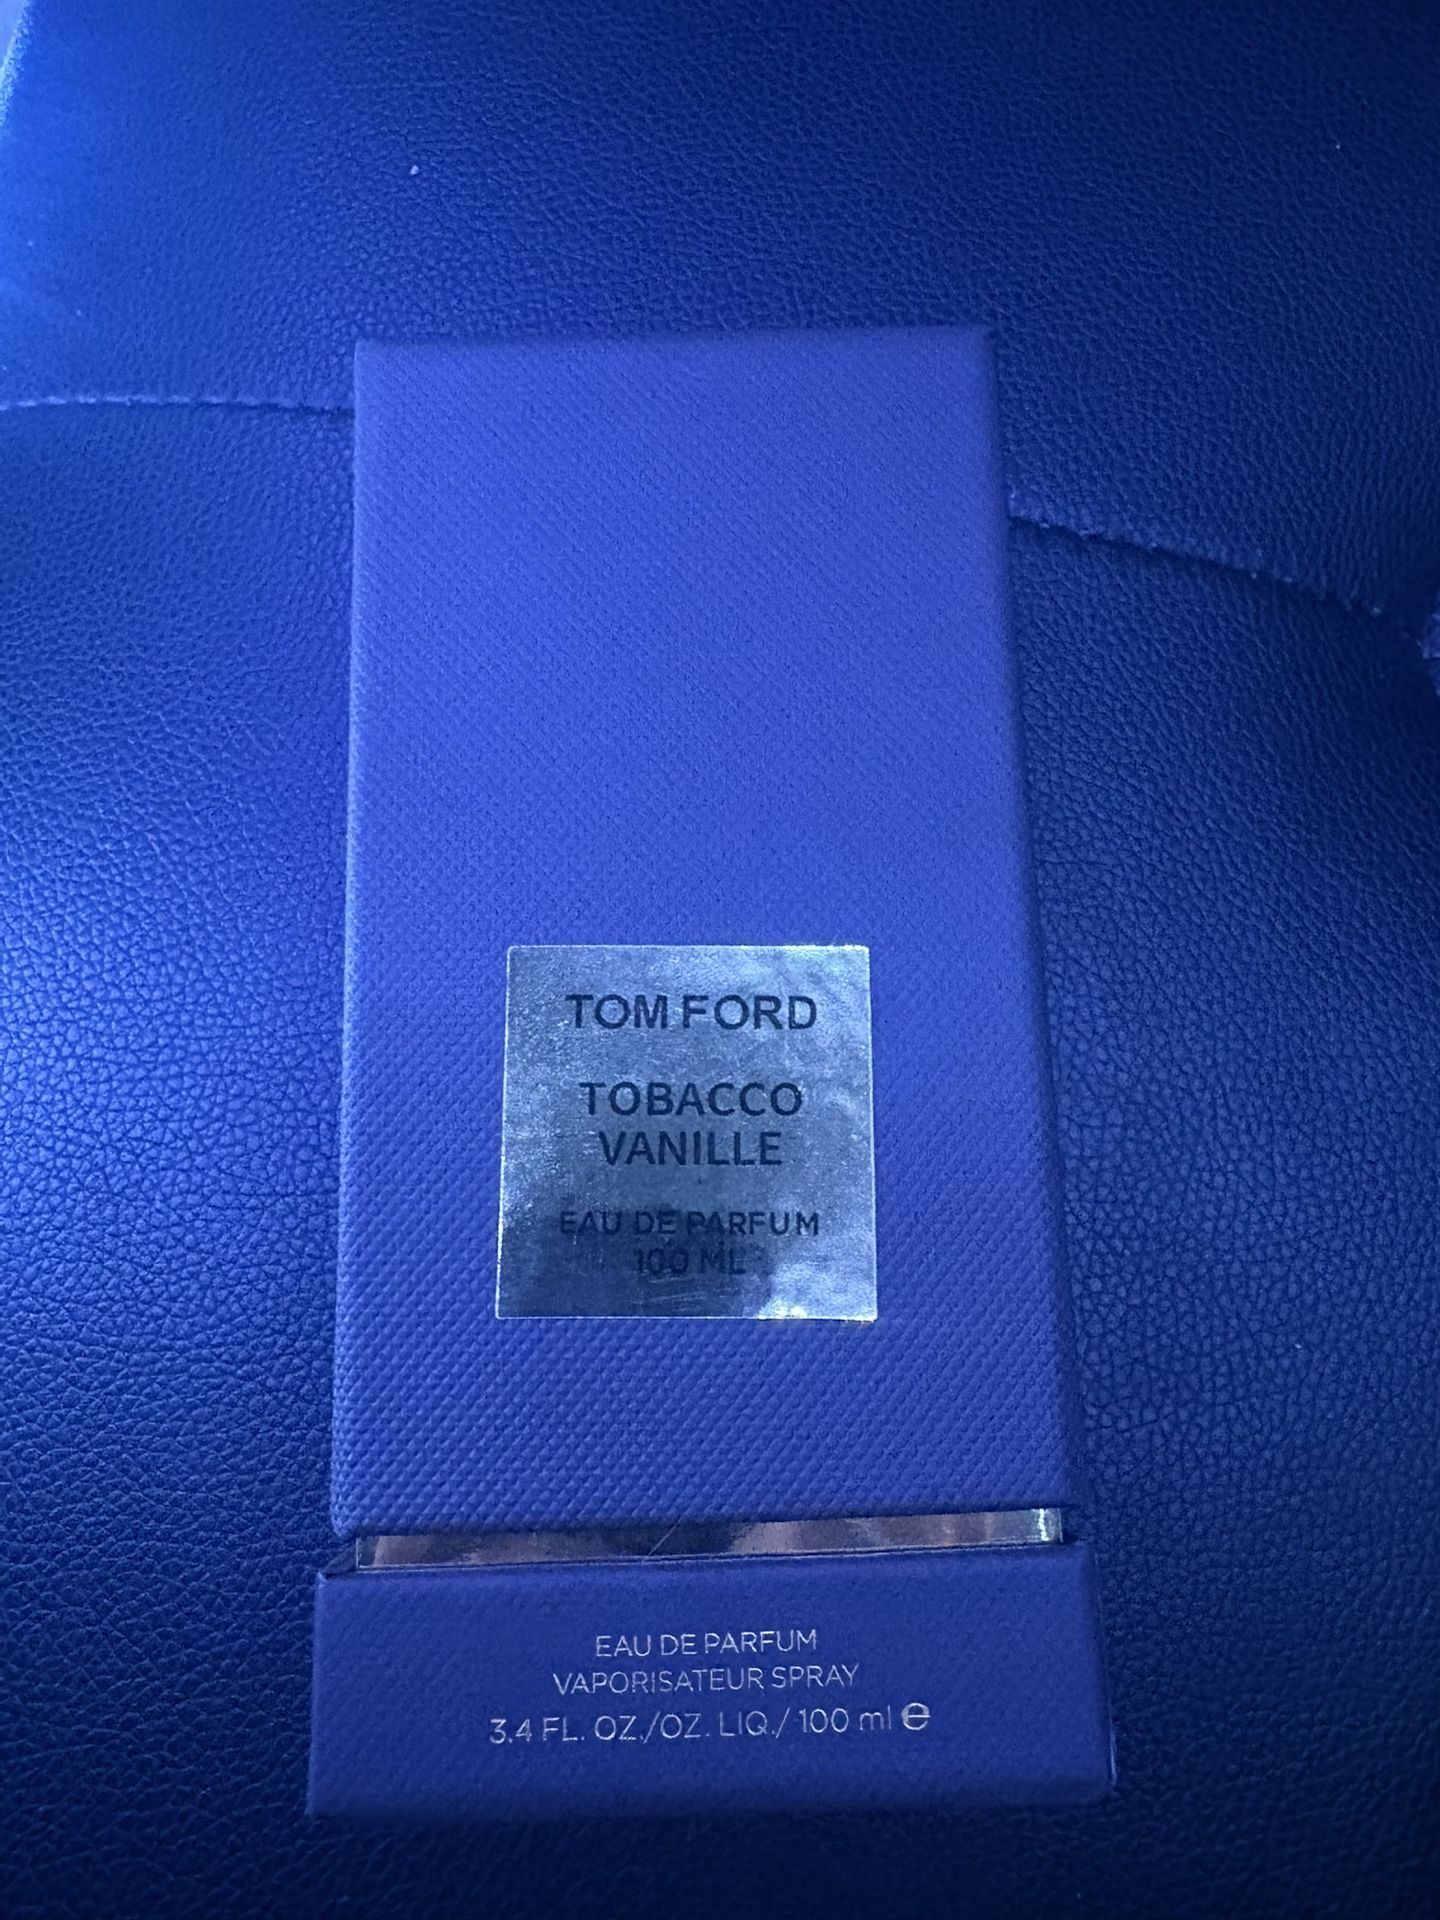 TOM FORD
TOBACCO
VANILLE
EAU DE PARFUM
100 ML
EAU DE PARFUM
VAPORISATEUR SPRAY
3.4 FL. OZ./OZ. LIQ./ 100 ml ℮